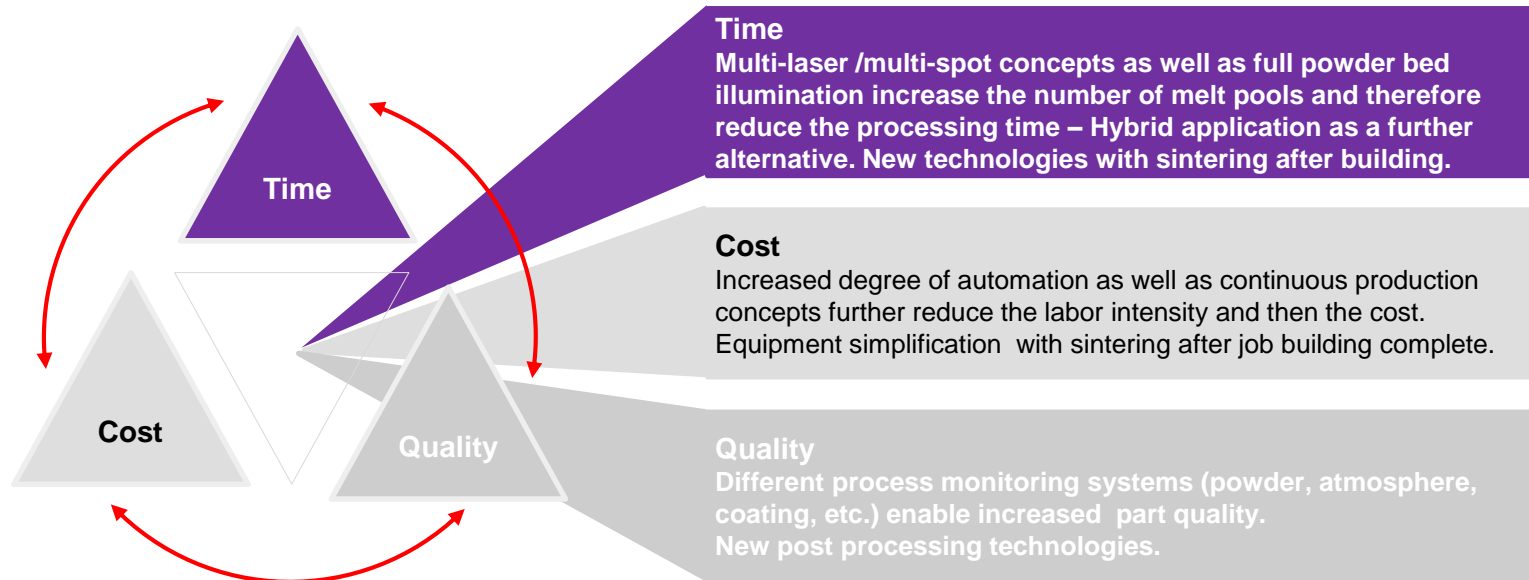 Time
Cost
Quality
Time
Multi-laser /multi-spot concepts as well as full powder bed
illumination increase the number of melt pools and therefore
reduce the processing time – Hybrid application as a further
alternative. New technologies with sintering after building.
Cost
Increased degree of automation as well as continuous production
concepts further reduce the labor intensity and then the cost.
Equipment simplification  with sintering after job building complete.
Quality
Different process monitoring systems (powder, atmosphere,
coating, etc.) enable increased  part quality.
New post processing technologies.